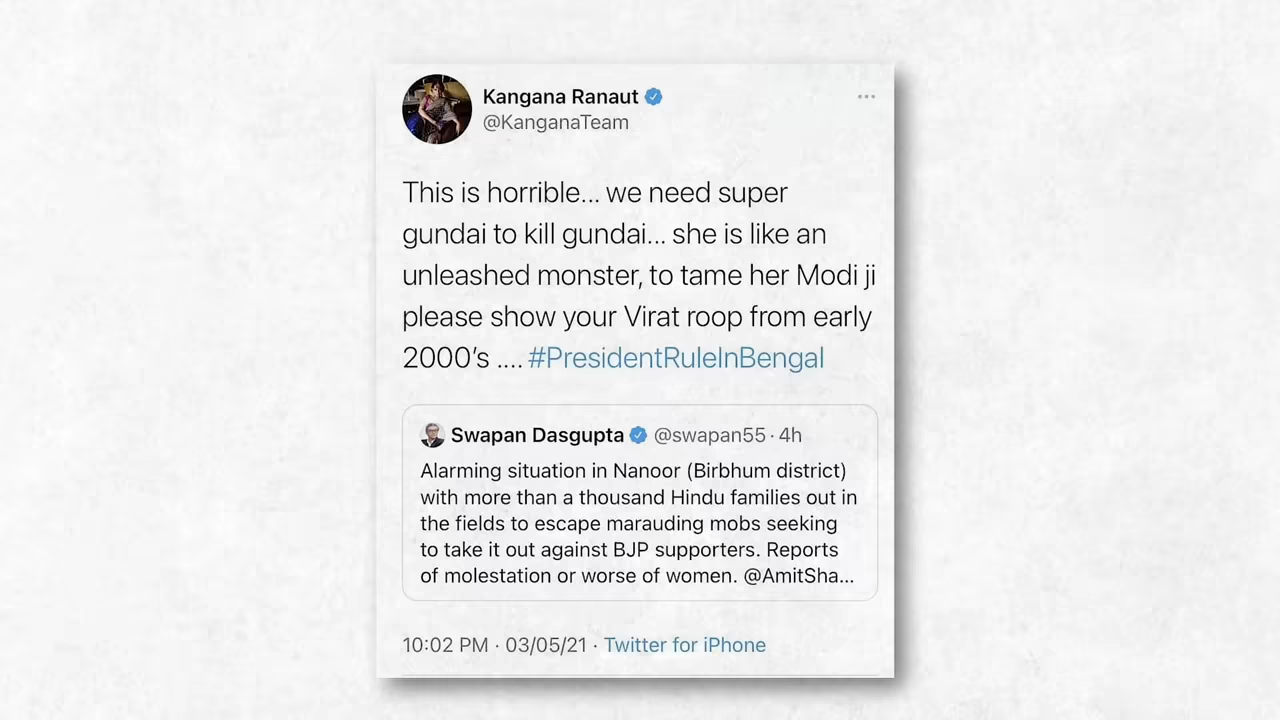 Kangana Ranaut
@KanganaTeam
This is horrible... we need super
gundai to kill gundai... she is like an
unleashed monster, to tame her Modi ji
please show your Virat roop from early
2000's .... #PresidentRuleInBengal
Swapan Dasgupta @swapan55 · 4h
Alarming situation in Nanoor (Birbhum district)
with more than a thousand Hindu families out in
the fields to escape marauding mobs seeking
to take it out against BJP supporters. Reports
of molestation or worse of women. @AmitSha...
10:02 PM · 03/05/21 · Twitter for iPhone